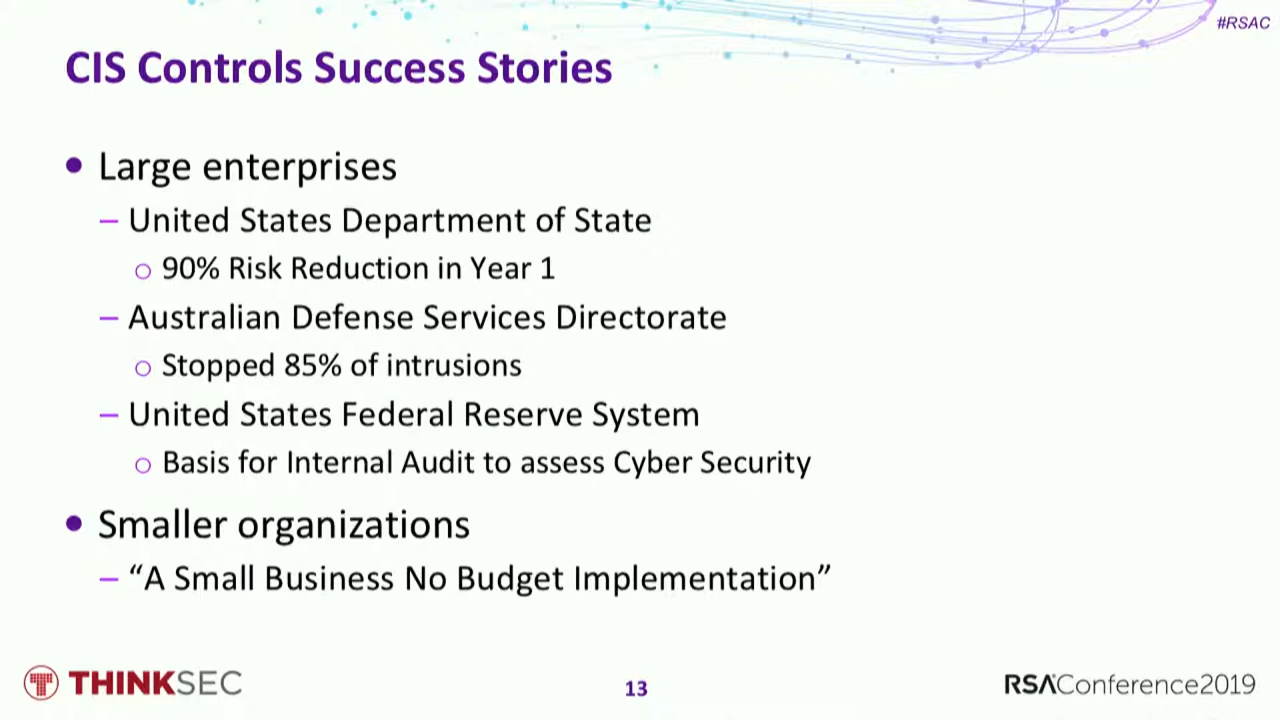 #RSAC
CIS Controls Success Stories
• Large enterprises
– United States Department of State
○ 90% Risk Reduction in Year 1
– Australian Defense Services Directorate
○ Stopped 85% of intrusions
– United States Federal Reserve System
○ Basis for Internal Audit to assess Cyber Security
• Smaller organizations
– “A Small Business No Budget Implementation”
THINKSEC
13
RSAConference2019